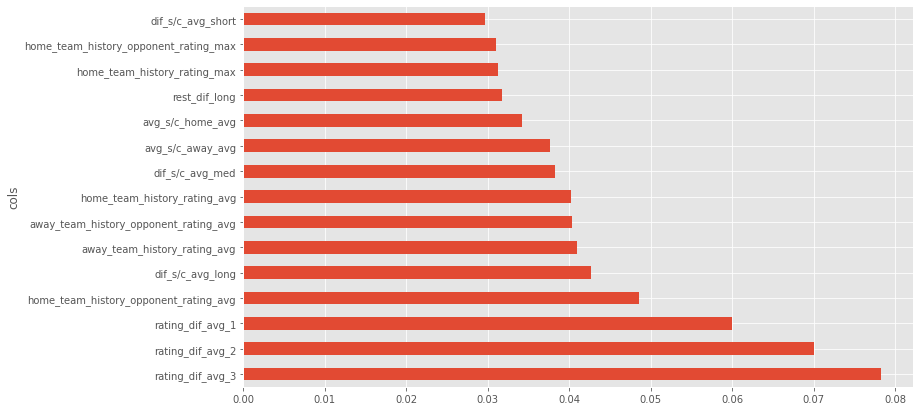 dif_s/c_avg_short
home_team_history_opponent_rating_max
home_team_history_rating_max
rest_dif_long
avg_s/c_home_avg
avg_s/c_away_avg
dif_s/c_avg_med
home_team_history_rating_avg
away_team_history_opponent_rating_avg
away_team_history_rating_avg
dif_s/c_avg_long
home_team_history_opponent_rating_avg
rating_dif_avg_1
rating_dif_avg_2
rating_dif_avg_3
cols
0.00 0.01 0.02 0.03 0.04 0.05 0.06 0.07 0.08